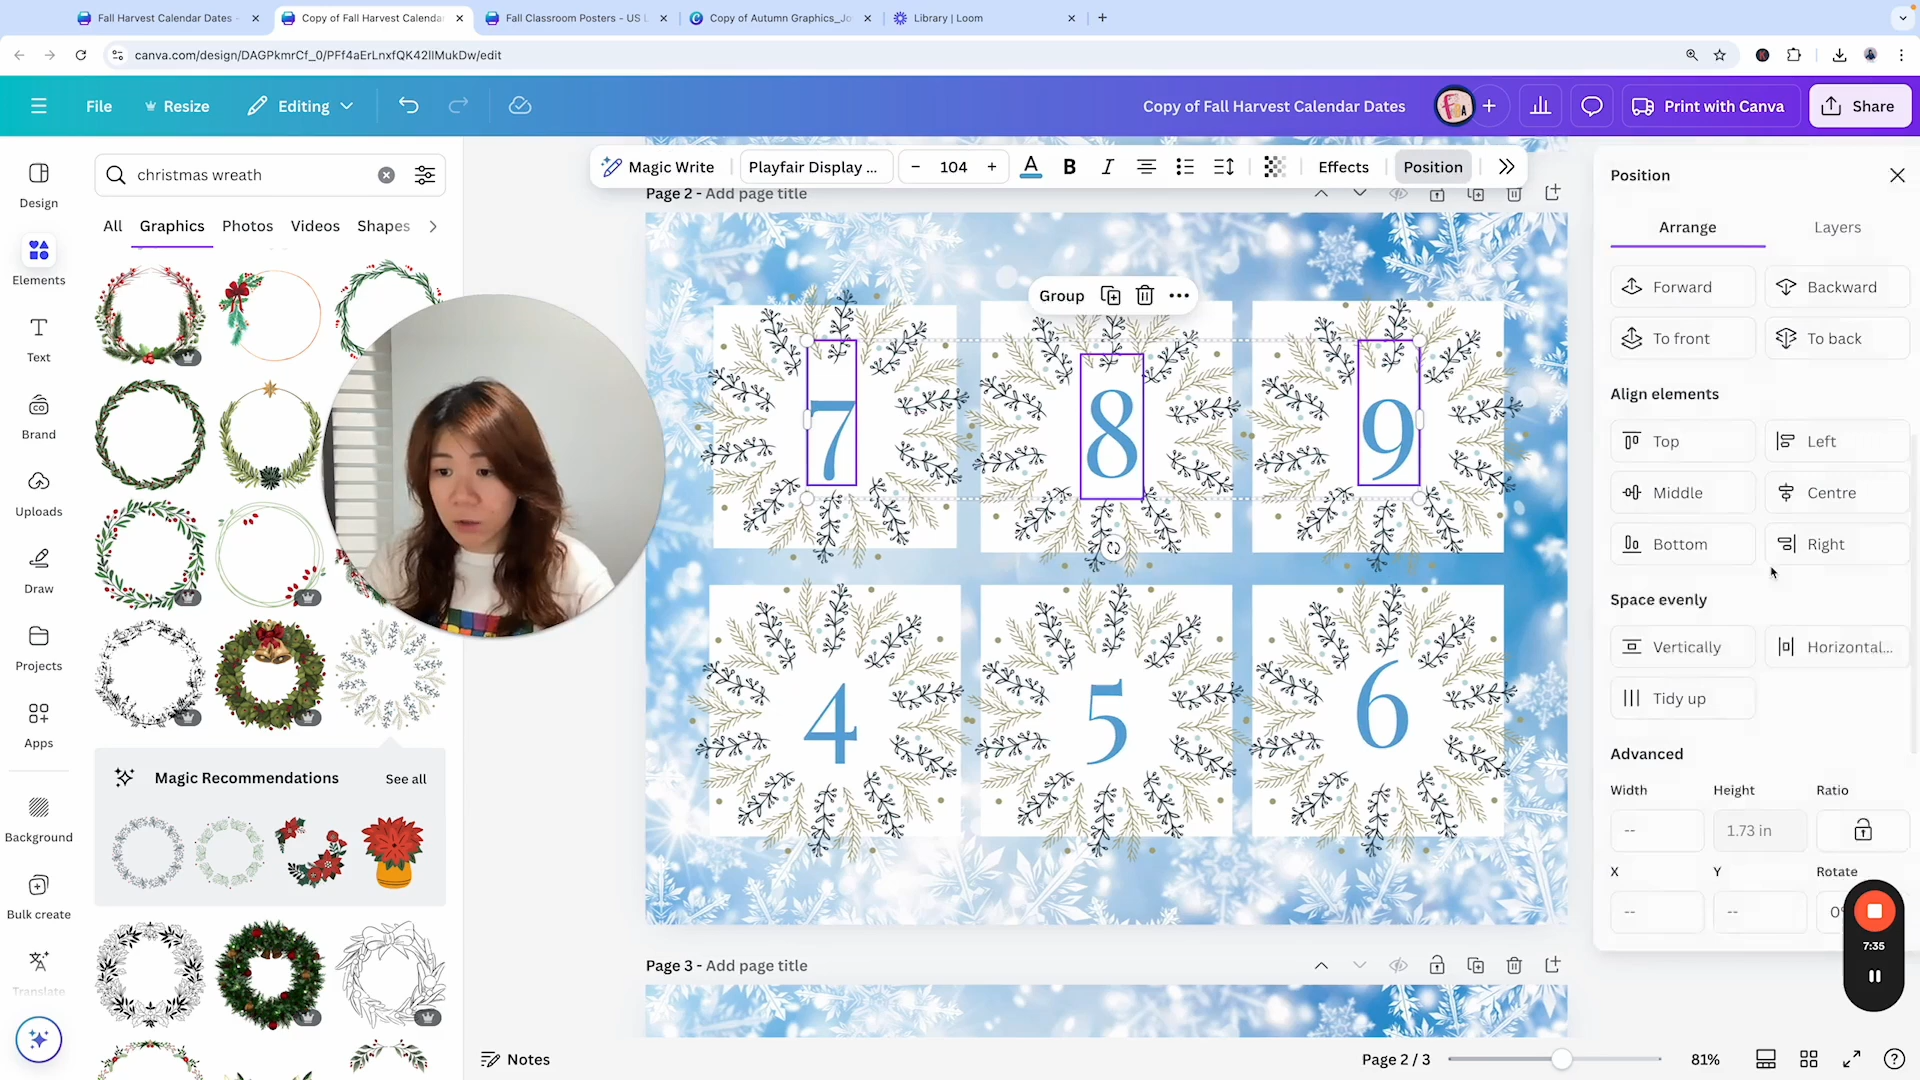 Fall Harvest Calendar Dates -
Copy of Fall Harvest Calenda
Fall Classroom Posters - US L
Copy of Autumn Graphics_Jo
Library | Loom
canva.com/design/DAGPkmrCf_0/PFf4aErLnxfQK42lIMukDw/edit
File
Resize
Editing
Copy of Fall Harvest Calendar Dates
Print with Canva
Share
Design
Elements
Text
Brand
Uploads
Draw
Projects
Apps
Background
Bulk create
Translate
christmas wreath
All Graphics Photos Videos Shapes
Magic Recommendations
See all
Magic Write
Playfair Display ...
– 104 +
A B I
Effects
Position
Page 2 - Add page title
Group
7 8 9
4 5 6
Page 3 - Add page title
Notes
Page 2 / 3
81%
Position
Arrange
Layers
Forward
Backward
To front
To back
Align elements
Top
Left
Middle
Centre
Bottom
Right
Space evenly
Vertically
Horizontal...
Tidy up
Advanced
Width
Height
Ratio
--
1.73 in
X
Y
Rotate
--
--
7:35